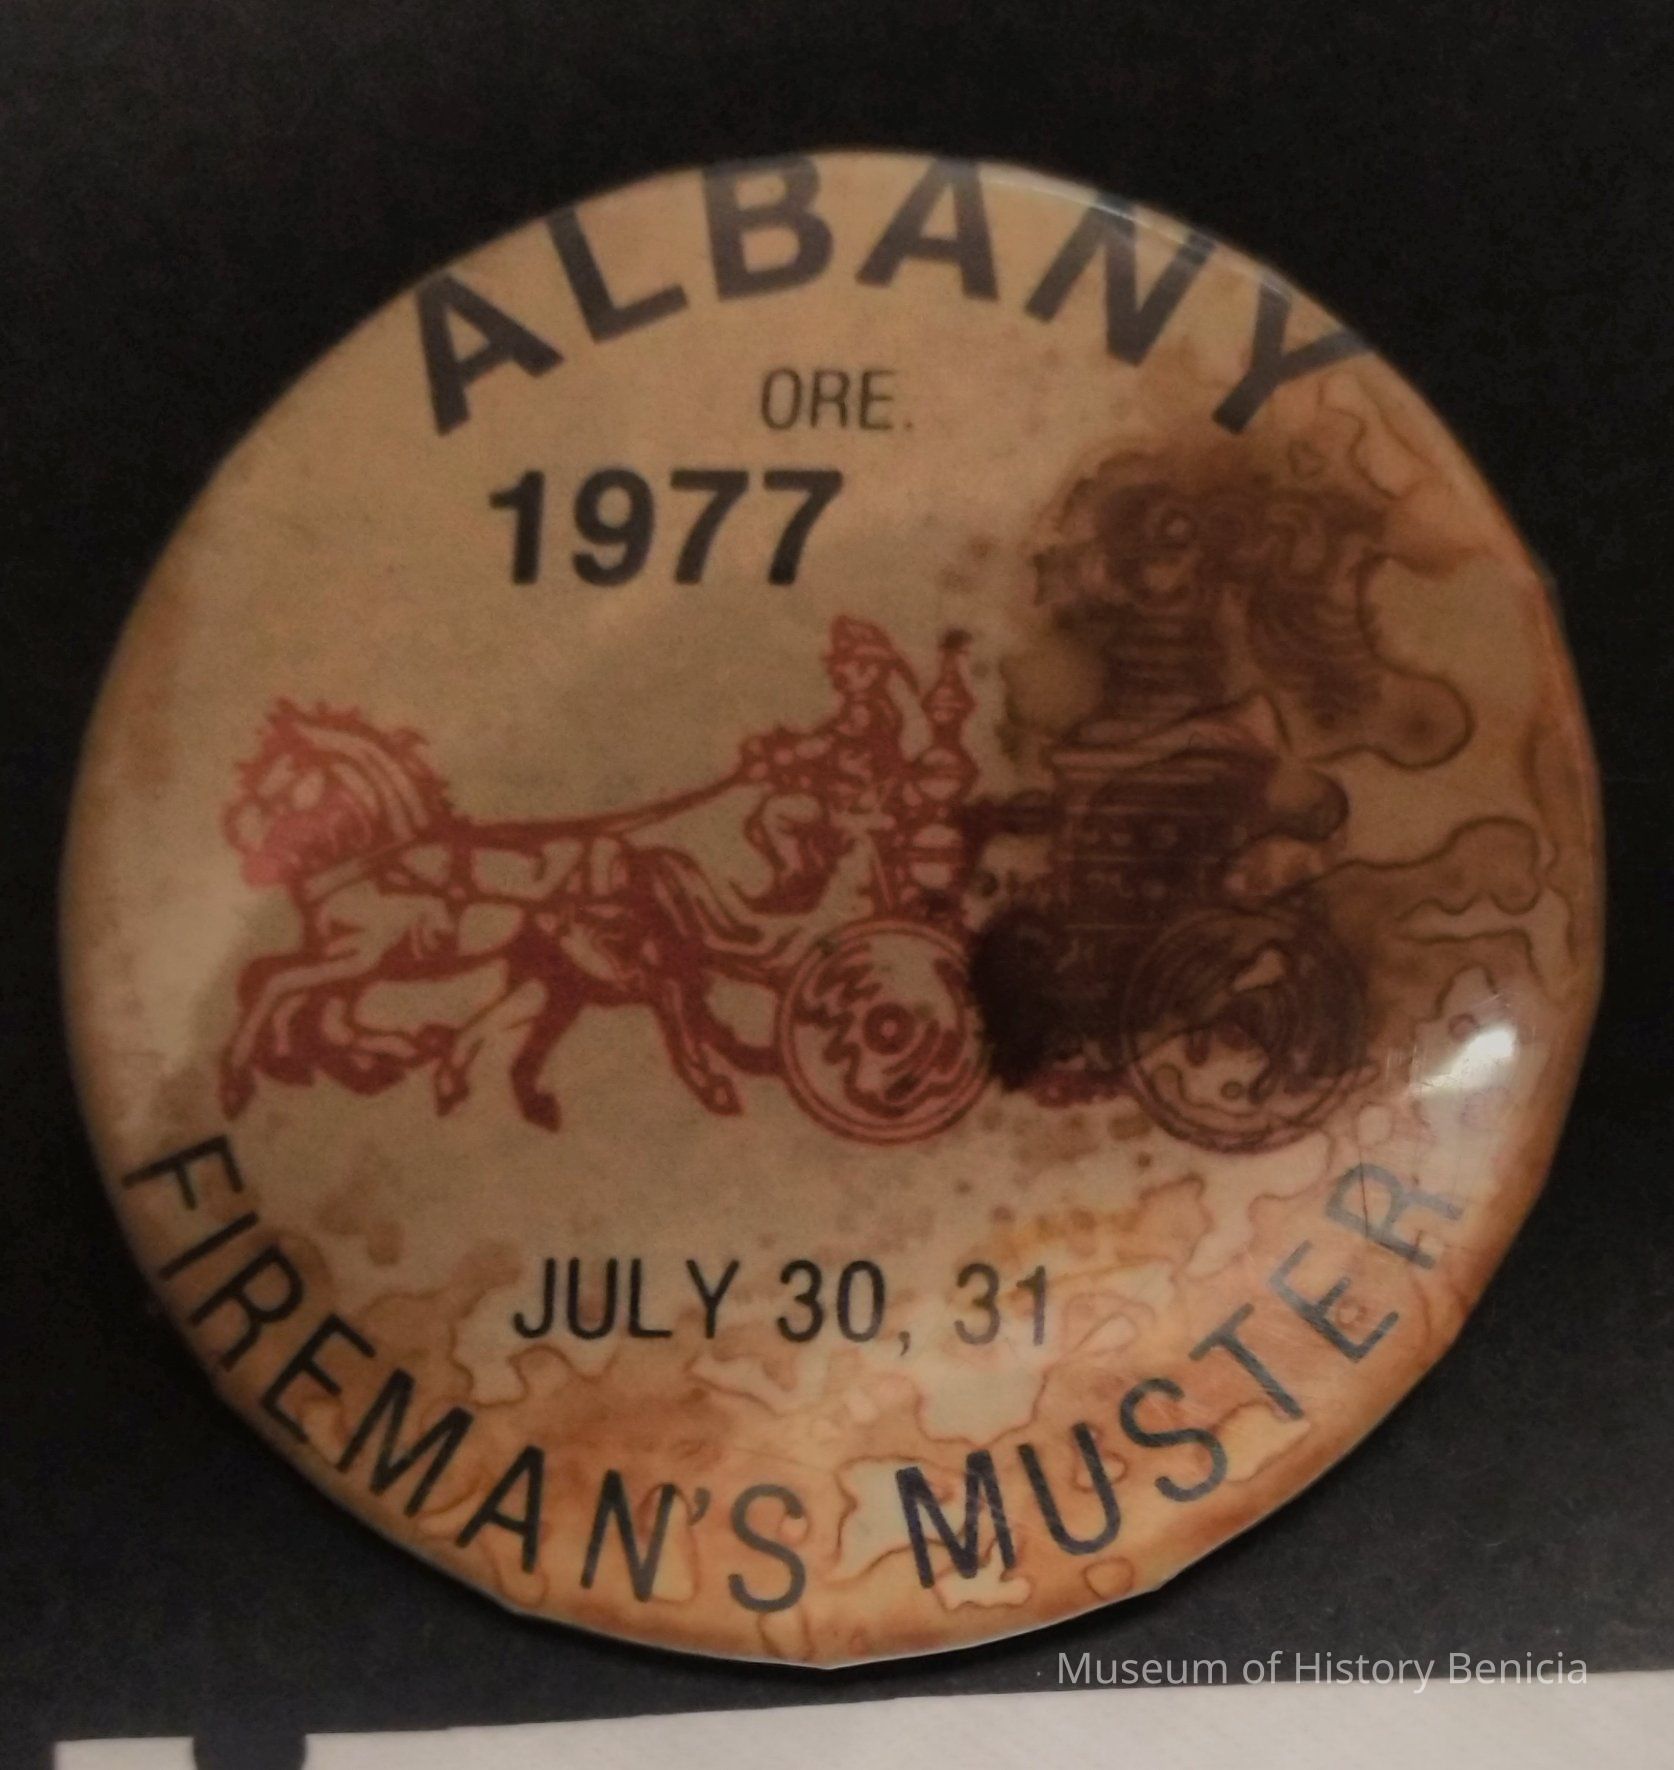 ALBANY
ORE.
1977
JULY 30, 31
FIREMAN'S MUSTER
Museum of History Benicia